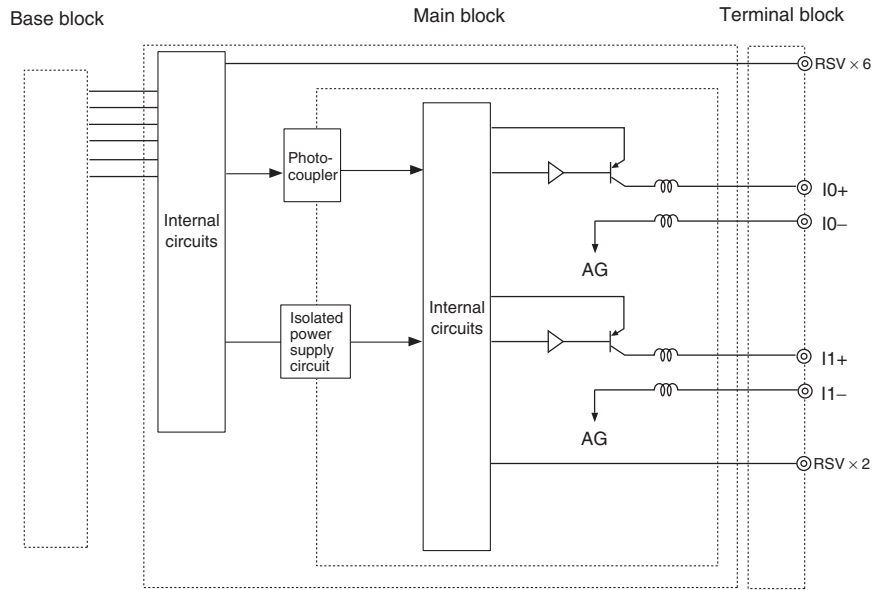 Base block
Main block
Terminal block
RSV × 6
Photo-
coupler
I0+
Internal
circuits
I0–
AG
Isolated
power
supply
circuit
Internal
circuits
I1+
I1–
AG
RSV × 2